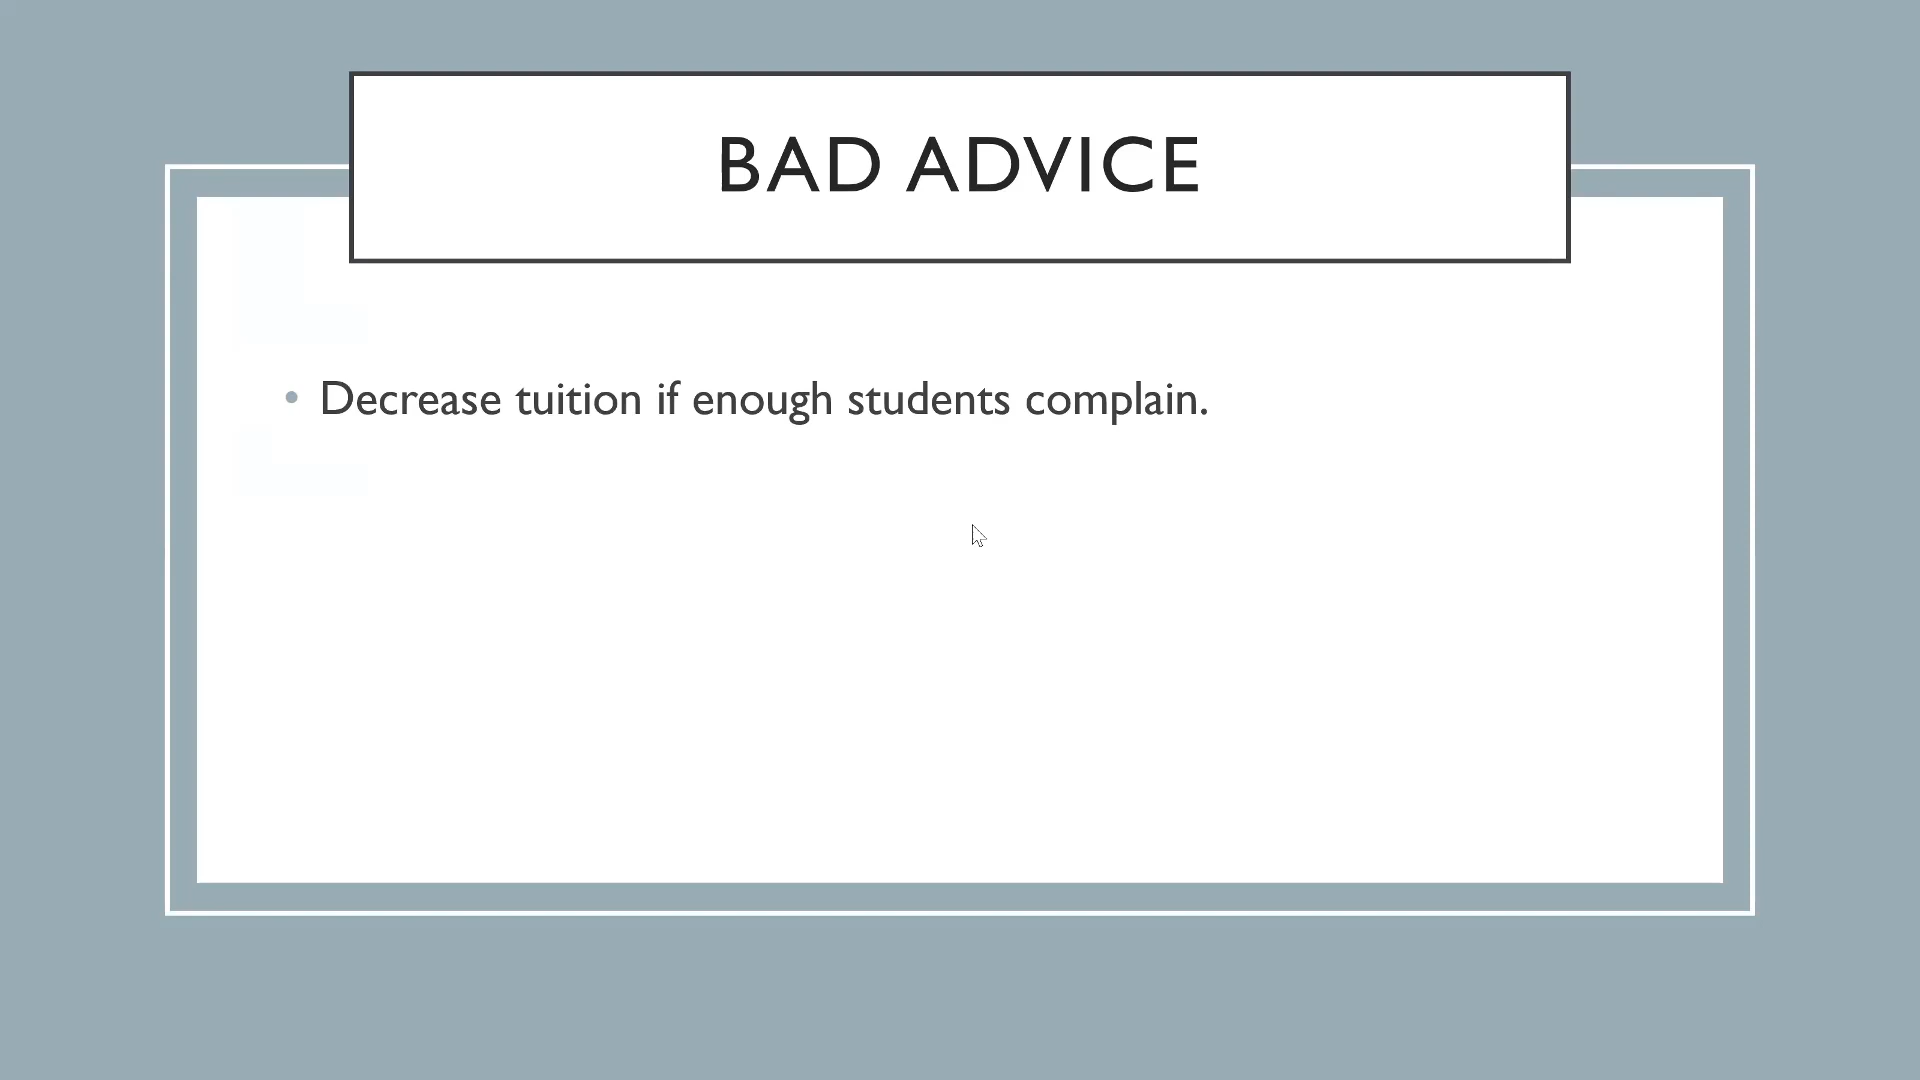 BAD ADVICE
• Decrease tuition if enough students complain.